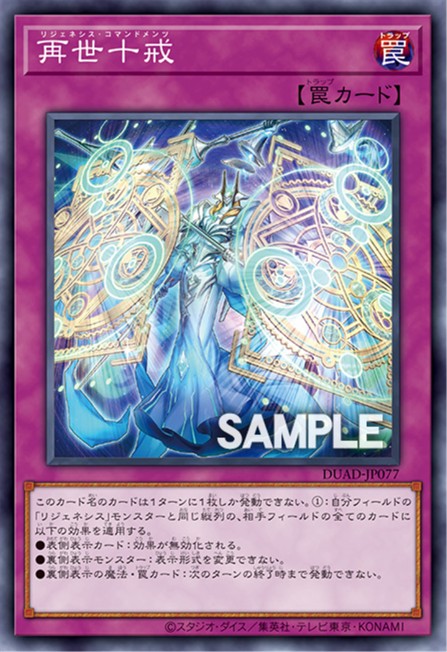 リジェネシス・コマンドメンツ
再世十戒
トラップ
罠
トラップ
【罠カード】
SAMPLE
DUAD-JP077
このカード名のカードは1ターンに1枚しか発動できない。①：自分フィールドの
「リジェネシス」モンスターと同じ縦列の、相手フィールドの全てのカードに
以下の効果を適用する。
●表側表示カード：効果が無効化される。
●裏側表示モンスター：表示形式を変更できない。
●裏側表示の魔法・罠カード：次のターンの終了時まで発動できない。
©スタジオ・ダイス／集英社・テレビ東京・KONAMI